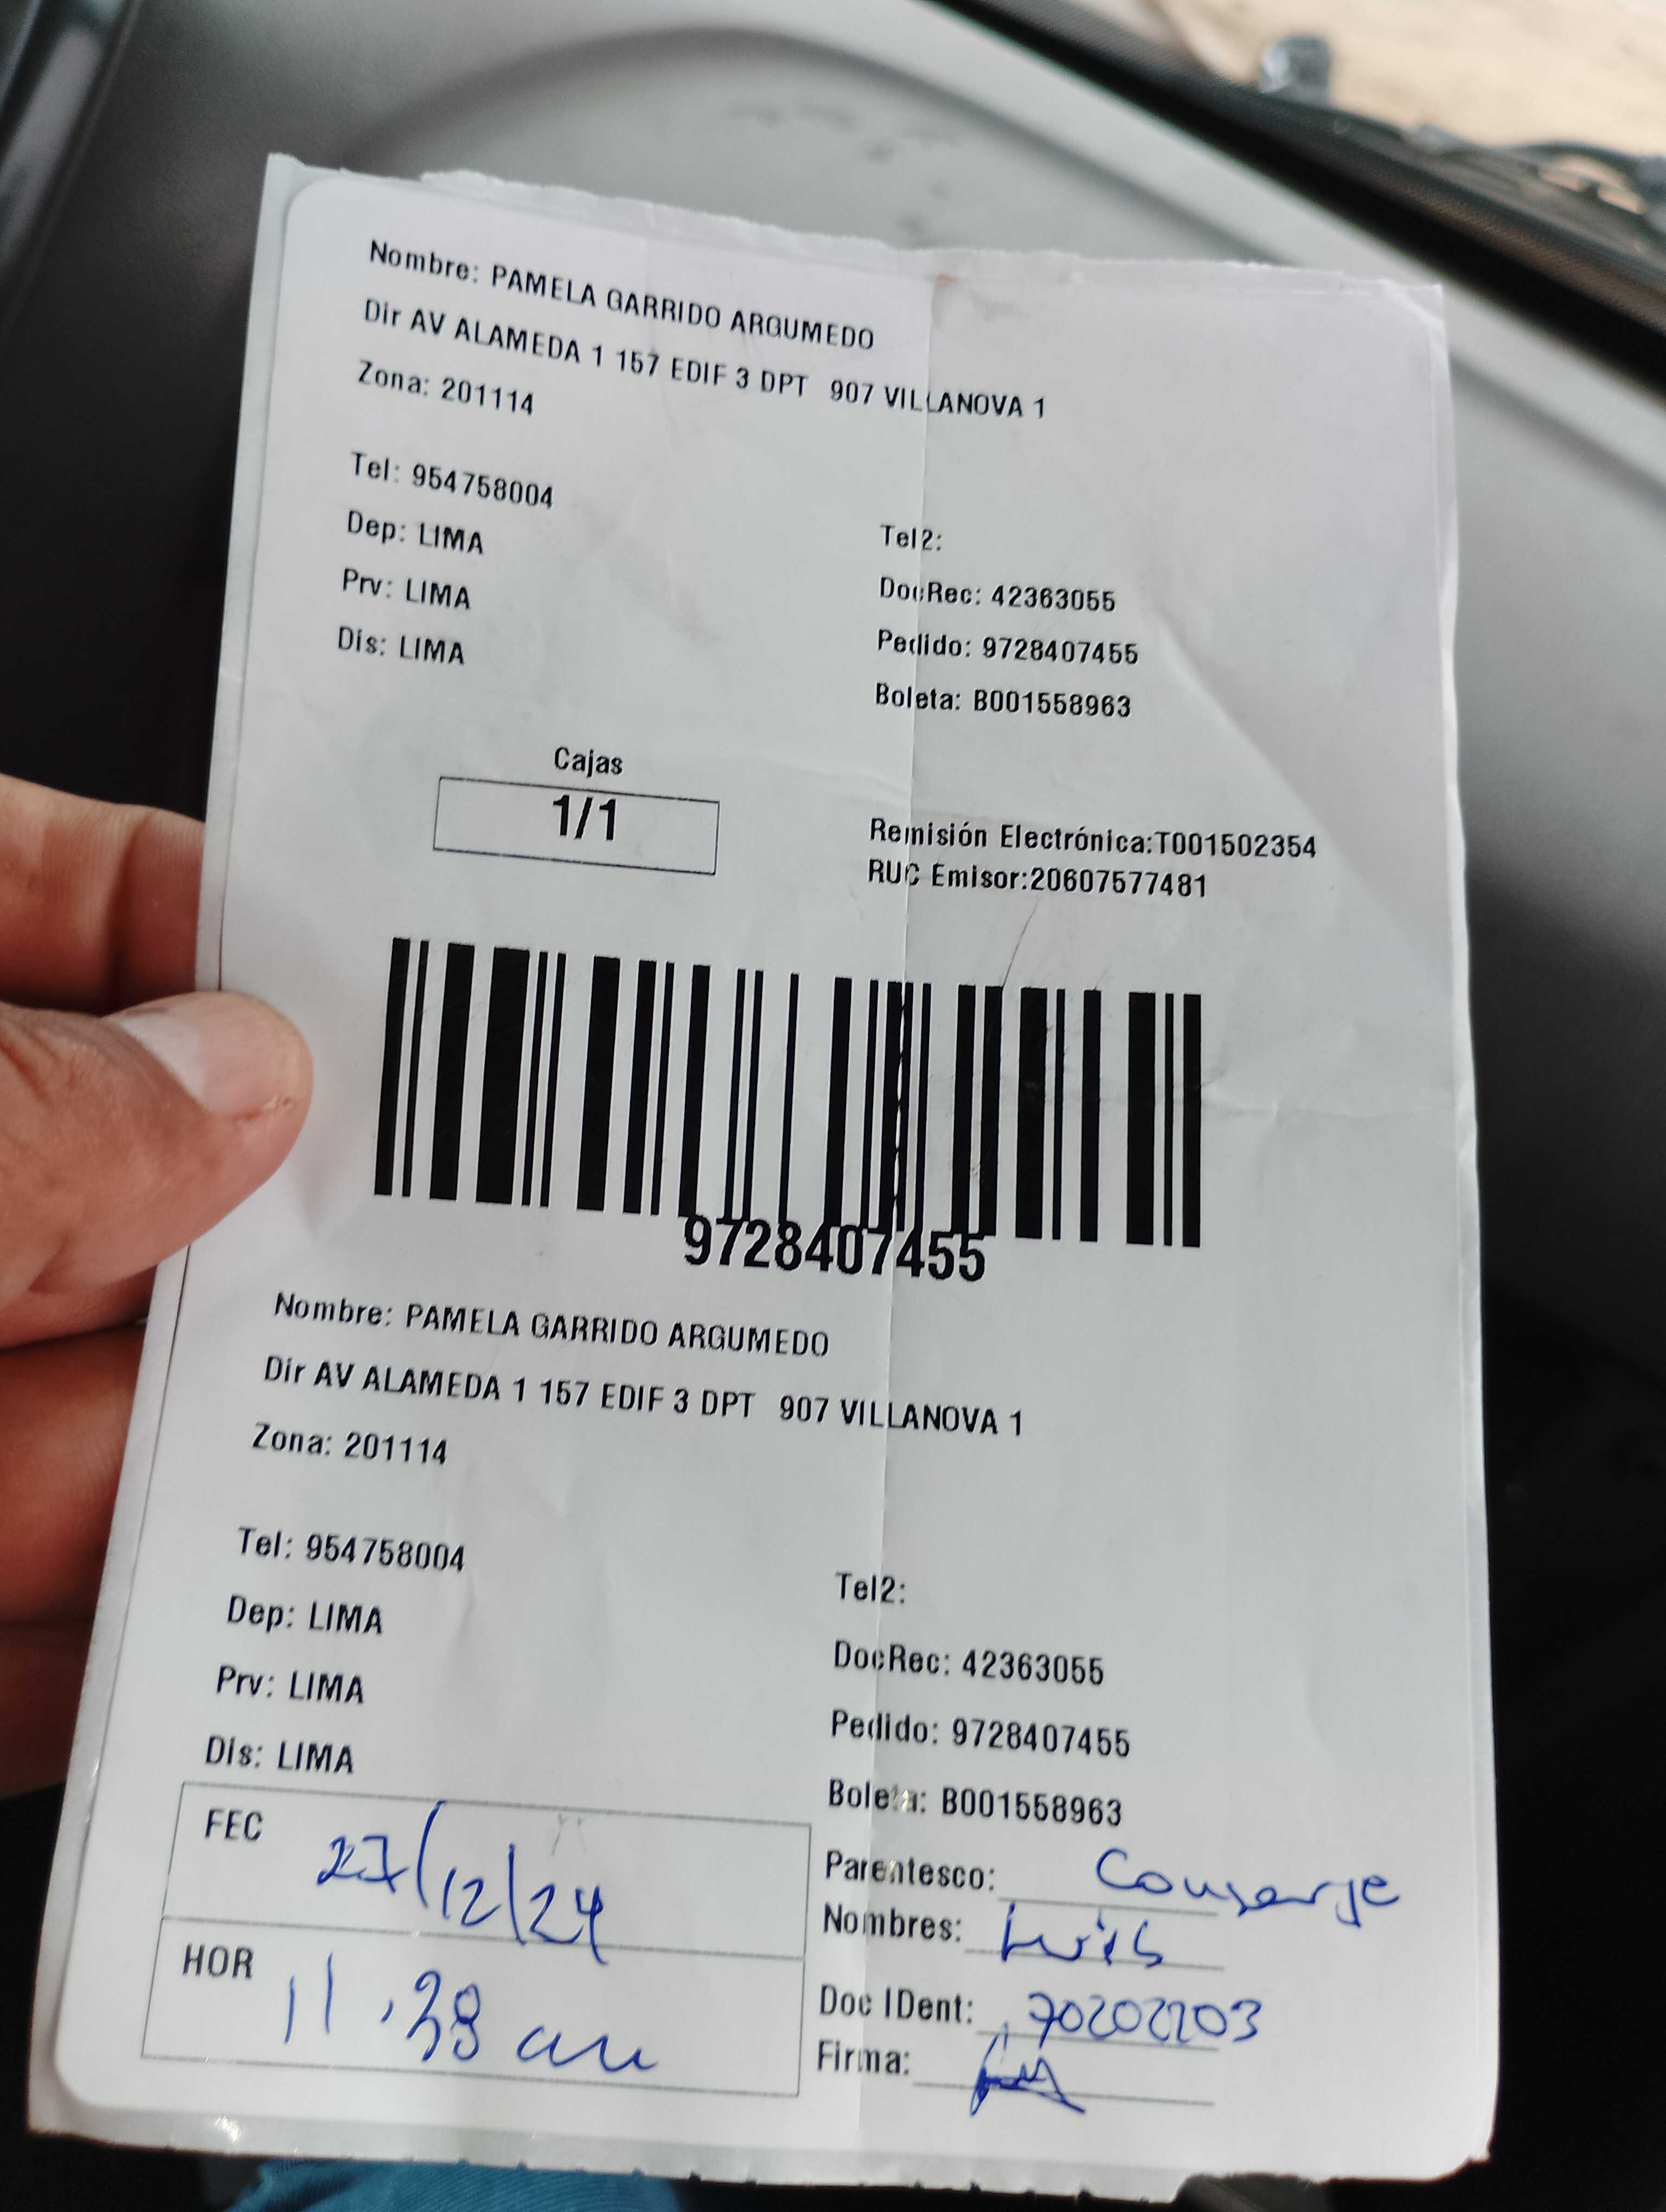 Nombre: PAMELA GARRIDO ARGUMEDO
Dir AV ALAMEDA 1 157 EDIF 3 DPT 907 VILLANOVA 1
Zona: 201114
Tel: 954758004
Dep: LIMA
Prv: LIMA
Dis: LIMA
Tel2:
DocRec: 42363055
Pedido: 9728407455
Boleta: B001558963
Cajas
1/1
Remisión Electrónica:T001502354
RUC Emisor:20607577481
9728407455
Nombre: PAMELA GARRIDO ARGUMEDO
Dir AV ALAMEDA 1 157 EDIF 3 DPT 907 VILLANOVA 1
Zona: 201114
Tel: 954758004
Dep: LIMA
Prv: LIMA
Dis: LIMA
Tel2:
DocRec: 42363055
Pedido: 9728407455
Boleta: B001558963
FEC 27/12/24
HOR 11:38 am
Parentesco: Conserje
Nombres: Luis
Doc IDent:
Firma: